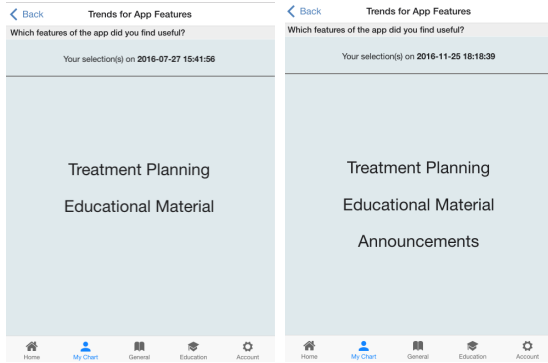 Back Trends for App Features
Which features of the app did you find useful?
Your selection(s) on 2016-07-27 15:41:56
Treatment Planning
Educational Material
Home My Chart General Education Account
Back Trends for App Features
Which features of the app did you find useful?
Your selection(s) on 2016-11-25 18:18:39
Treatment Planning
Educational Material
Announcements
Home My Chart General Education Account